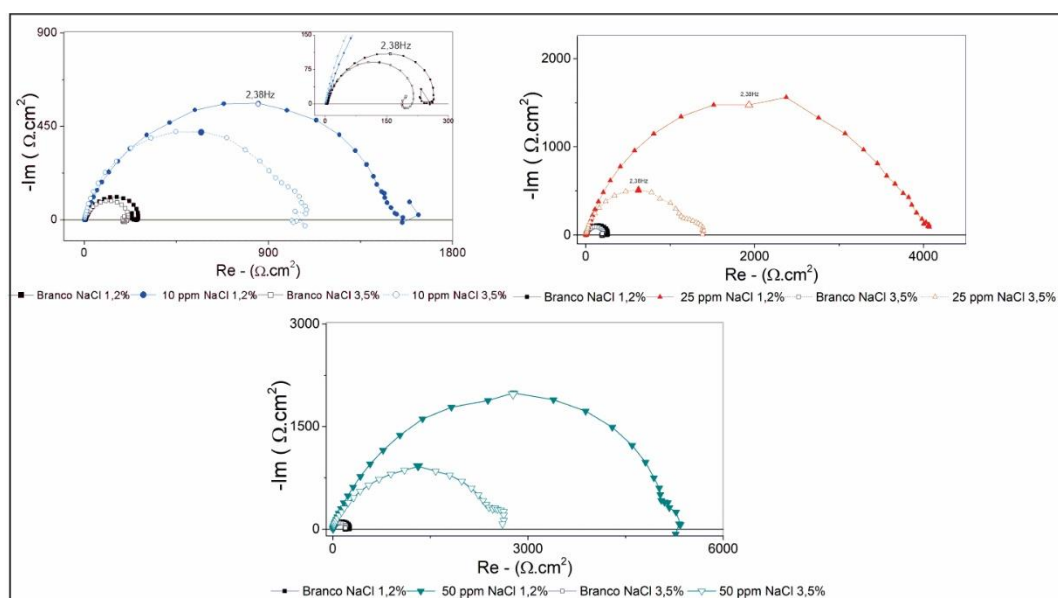 900
450
0
-Im ( Ω.cm²)
2,38Hz
150
75
0
2,38Hz
0 150 300
0 900 1800
Re - (Ω.cm²)
Branco NaCl 1,2% 10 ppm NaCl 1,2% Branco NaCl 3,5% 10 ppm NaCl 3,5%
2000
1000
0
-Im ( Ω.cm²)
2,38Hz
2,38Hz
0 2000 4000
Re - (Ω.cm²)
Branco NaCl 1,2% 25 ppm NaCl 1,2% Branco NaCl 3,5% 25 ppm NaCl 3,5%
3000
1500
0
-Im ( Ω.cm²)
0 3000 6000
Re - (Ω.cm²)
Branco NaCl 1,2% 50 ppm NaCl 1,2% Branco NaCl 3,5% 50 ppm NaCl 3,5%